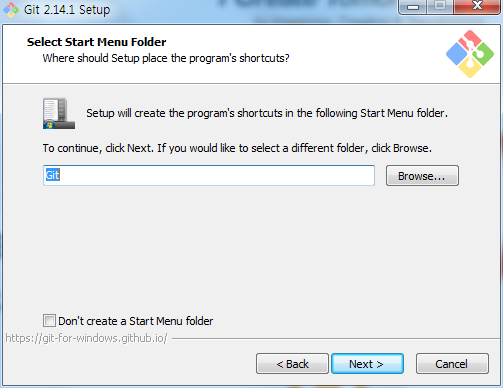 Git 2.14.1 Setup
Select Start Menu Folder
Where should Setup place the program's shortcuts?
Setup will create the program's shortcuts in the following Start Menu folder.
To continue, click Next. If you would like to select a different folder, click Browse.
Git
Browse...
Don't create a Start Menu folder
https://git-for-windows.github.io/
< Back
Next >
Cancel